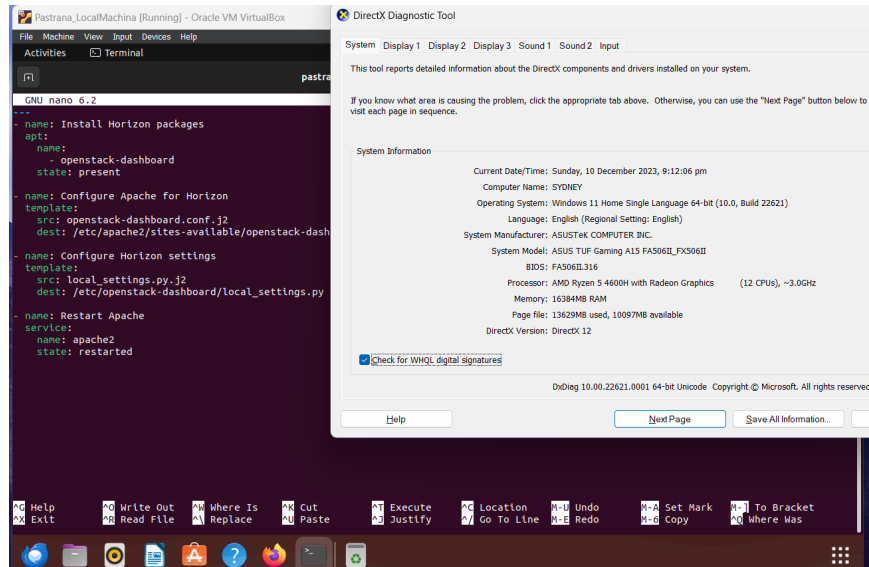 Pastrana_LocalMachina [Running] - Oracle VM VirtualBox
File Machine View Input Devices Help
Activities Terminal
pastra
GNU nano 6.2
---
- name: Install Horizon packages
apt:
name:
- openstack-dashboard
state: present
- name: Configure Apache for Horizon
template:
src: openstack-dashboard.conf.j2
dest: /etc/apache2/sites-available/openstack-dash
- name: Configure Horizon settings
template:
src: local_settings.py.j2
dest: /etc/openstack-dashboard/local_settings.py
- name: Restart Apache
service:
name: apache2
state: restarted
DirectX Diagnostic Tool
System Display 1 Display 2 Display 3 Sound 1 Sound 2 Input
This tool reports detailed information about the DirectX components and drivers installed on your system.
If you know what area is causing the problem, click the appropriate tab above. Otherwise, you can use the "Next Page" button below to
visit each page in sequence.
System Information
Current Date/Time: Sunday, 10 December 2023, 9:12:06 pm
Computer Name: SYDNEY
Operating System: Windows 11 Home Single Language 64-bit (10.0, Build 22621)
Language: English (Regional Setting: English)
System Manufacturer: ASUSTeK COMPUTER INC.
System Model: ASUS TUF Gaming A15 FA506II_FX506II
BIOS: FA506II.316
Processor: AMD Ryzen 5 4600H with Radeon Graphics (12 CPUs), ~3.0GHz
Memory: 16384MB RAM
Page file: 13629MB used, 10097MB available
DirectX Version: DirectX 12
Check for WHQL digital signatures
DxDiag 10.00.22621.0001 64-bit Unicode Copyright © Microsoft. All rights reserved
Help Next Page Save All Information...
^G Help ^O Write Out ^W Where Is ^K Cut ^T Execute ^C Location M-U Undo M-A Set Mark M-] To Bracket
^X Exit ^R Read File ^\ Replace ^U Paste ^J Justify ^/ Go To Line M-E Redo M-6 Copy ^Q Where Was